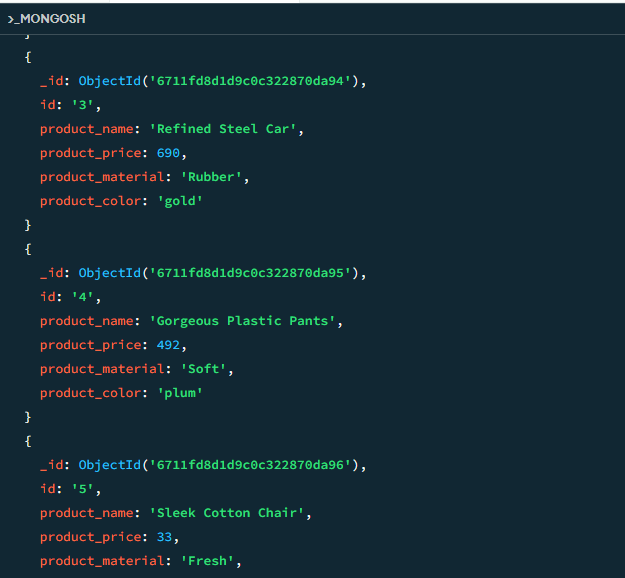 >_MONGOSH
}
{
_id: ObjectId('6711fd8d1d9c0c322870da94'),
id: '3',
product_name: 'Refined Steel Car',
product_price: 690,
product_material: 'Rubber',
product_color: 'gold'
}
{
_id: ObjectId('6711fd8d1d9c0c322870da95'),
id: '4',
product_name: 'Gorgeous Plastic Pants',
product_price: 492,
product_material: 'Soft',
product_color: 'plum'
}
{
_id: ObjectId('6711fd8d1d9c0c322870da96'),
id: '5',
product_name: 'Sleek Cotton Chair',
product_price: 33,
product_material: 'Fresh',